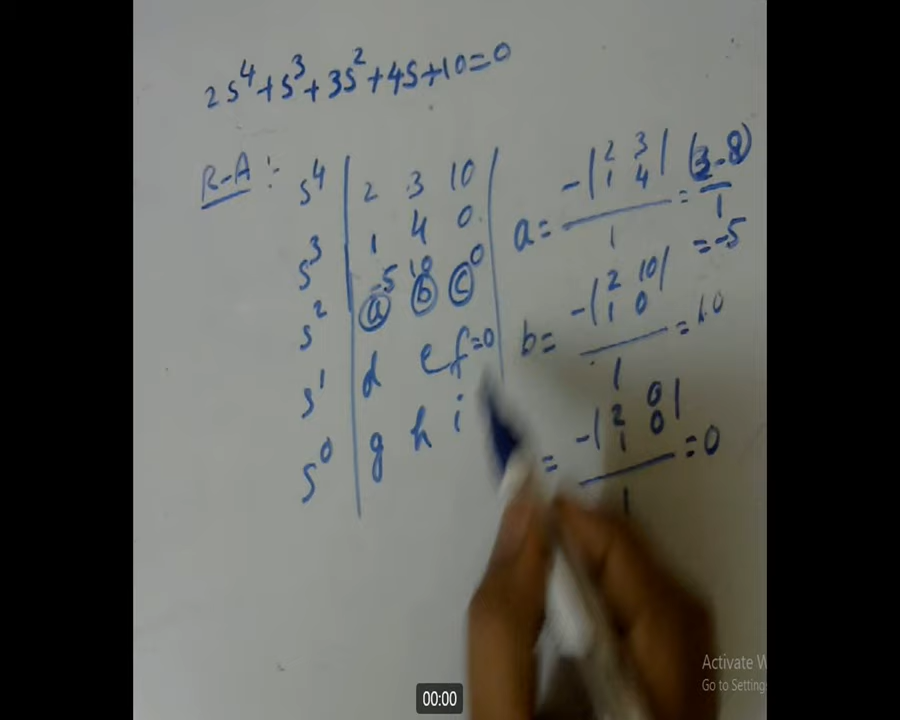 2s⁴+s³+3s²+4s+10=0
R-A:-
s⁴ | 2 3 10 |
s³ | 1 4 0 |
s² | a -5 b 10 c 0 |
s¹ | d e f=0 |
s⁰ | g h i
a= -|2 3| / |1 4| / 1 = (3-8)/1
=-5
b= -|2 10| / |1 0| / 1 = 10
= -|2 0| / |1 0| / 1 = 0
Activate W
Go to Setting
00:00